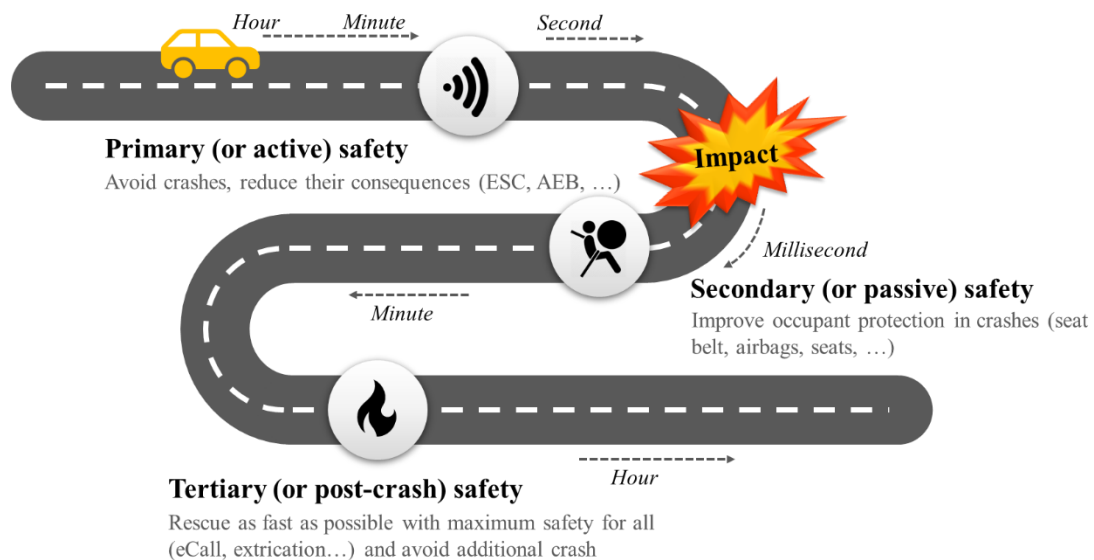 Hour
Minute
Second
Primary (or active) safety
Avoid crashes, reduce their consequences (ESC, AEB, …)
Impact
Millisecond
Secondary (or passive) safety
Improve occupant protection in crashes (seat
belt, airbags, seats, …)
Minute
Hour
Tertiary (or post-crash) safety
Rescue as fast as possible with maximum safety for all
(eCall, extrication…) and avoid additional crash